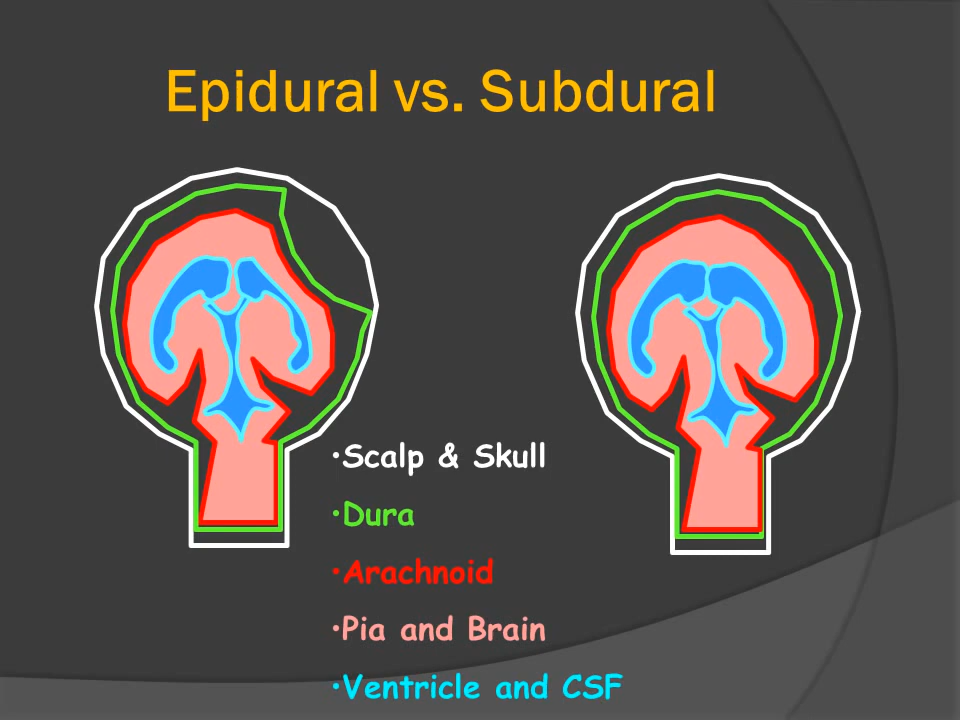 Epidural vs. Subdural
•Scalp & Skull
•Dura
•Arachnoid
•Pia and Brain
•Ventricle and CSF